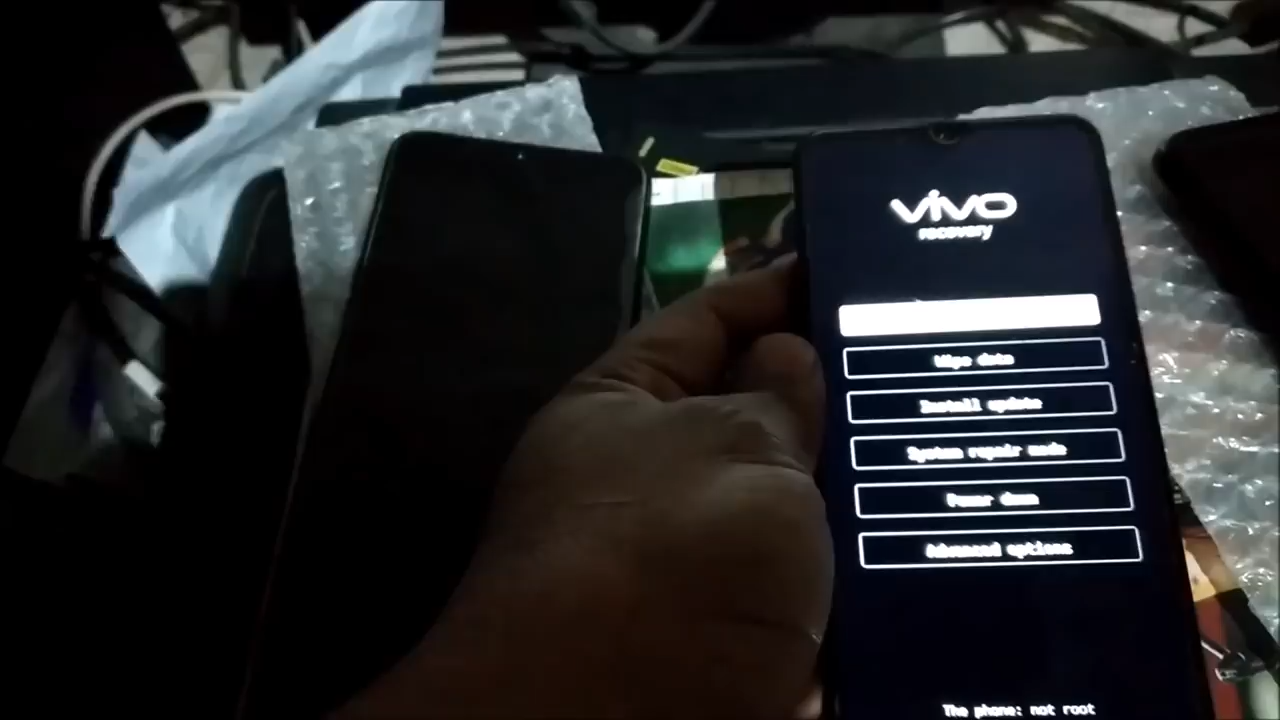 vivo
recovery
Wipe data
Install update
System repair mode
Power down
Advanced options
The phone: not root